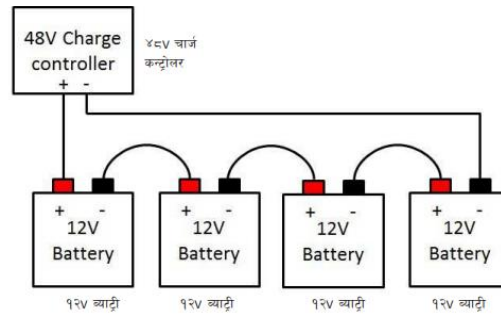 48V Charge
controller
+ -
४८V चार्ज
कन्ट्रोलर
+ -
12V
Battery
+ -
12V
Battery
+ -
12V
Battery
+ -
12V
Battery
१२V ब्याट्री
१२V ब्याट्री
१२V ब्याट्री
१२V ब्याट्री